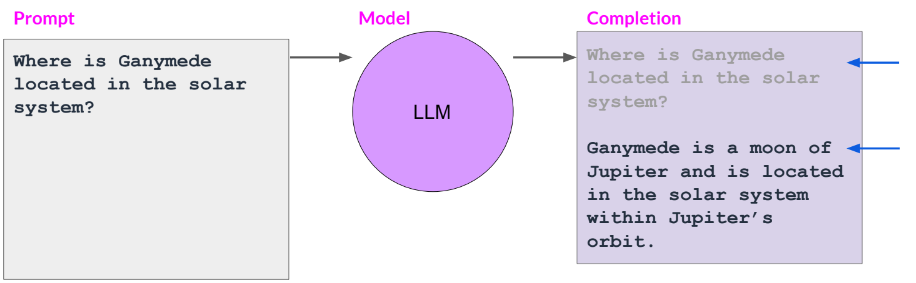 Prompt
Model
Completion
Where is Ganymede
located in the solar
system?
LLM
Where is Ganymede
located in the solar
system?
Ganymede is a moon of
Jupiter and is located
in the solar system
within Jupiter’s
orbit.